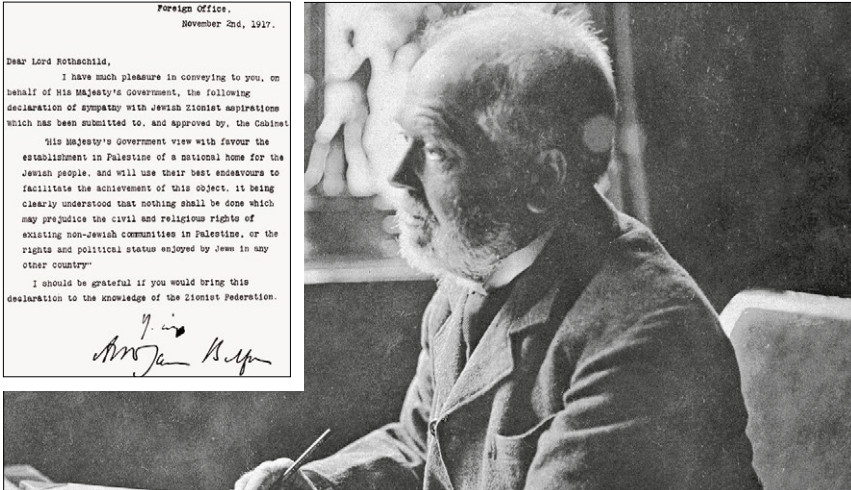 Foreign Office,
November 2nd, 1917.
Dear Lord Rothschild,
I have much pleasure in conveying to you, on
behalf of His Majesty's Government, the following
declaration of sympathy with Jewish Zionist aspirations
which has been submitted to, and approved by, the Cabinet
"His Majesty's Government view with favour the
establishment in Palestine of a national home for the
Jewish people, and will use their best endeavours to
facilitate the achievement of this object, it being
clearly understood that nothing shall be done which
may prejudice the civil and religious rights of
existing non-Jewish communities in Palestine, or the
rights and political status enjoyed by Jews in any
other country"
I should be grateful if you would bring this
declaration to the knowledge of the Zionist Federation.